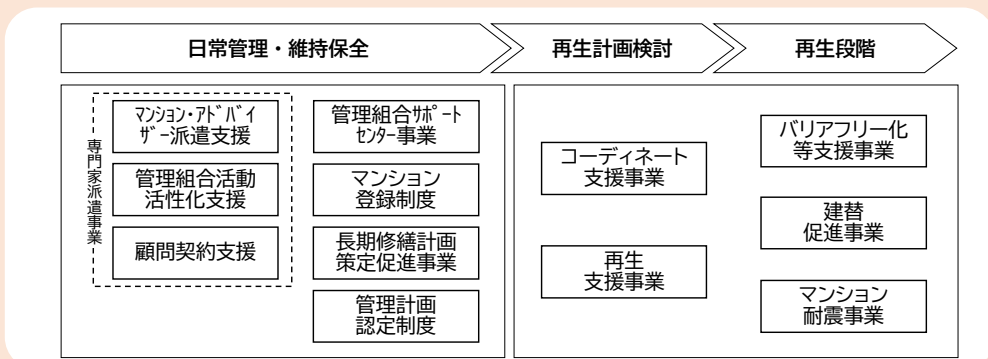 日常管理・維持保全
再生計画検討
再生段階
専門家派遣事業
ﾏﾝｼｮﾝ・ｱﾄﾞﾊﾞｲ
ｻﾞｰ派遣支援
管理組合活動
活性化支援
顧問契約支援
管理組合ｻﾎﾟｰﾄ
ｾﾝﾀｰ事業
マンション
登録制度
長期修繕計画
策定促進事業
管理計画
認定制度
コーディネート
支援事業
再生
支援事業
バリアフリー化
等支援事業
建替
促進事業
マンション
耐震事業